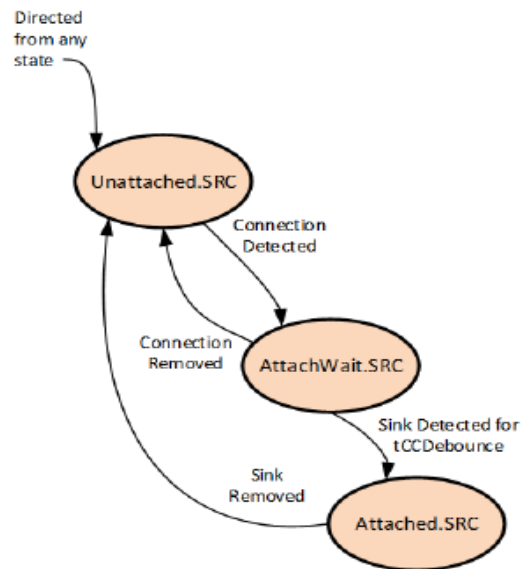 Directed
from any
state
Unattached.SRC
Connection
Detected
Connection
Removed
AttachWait.SRC
Sink Detected for
tCCDebounce
Sink
Removed
Attached.SRC